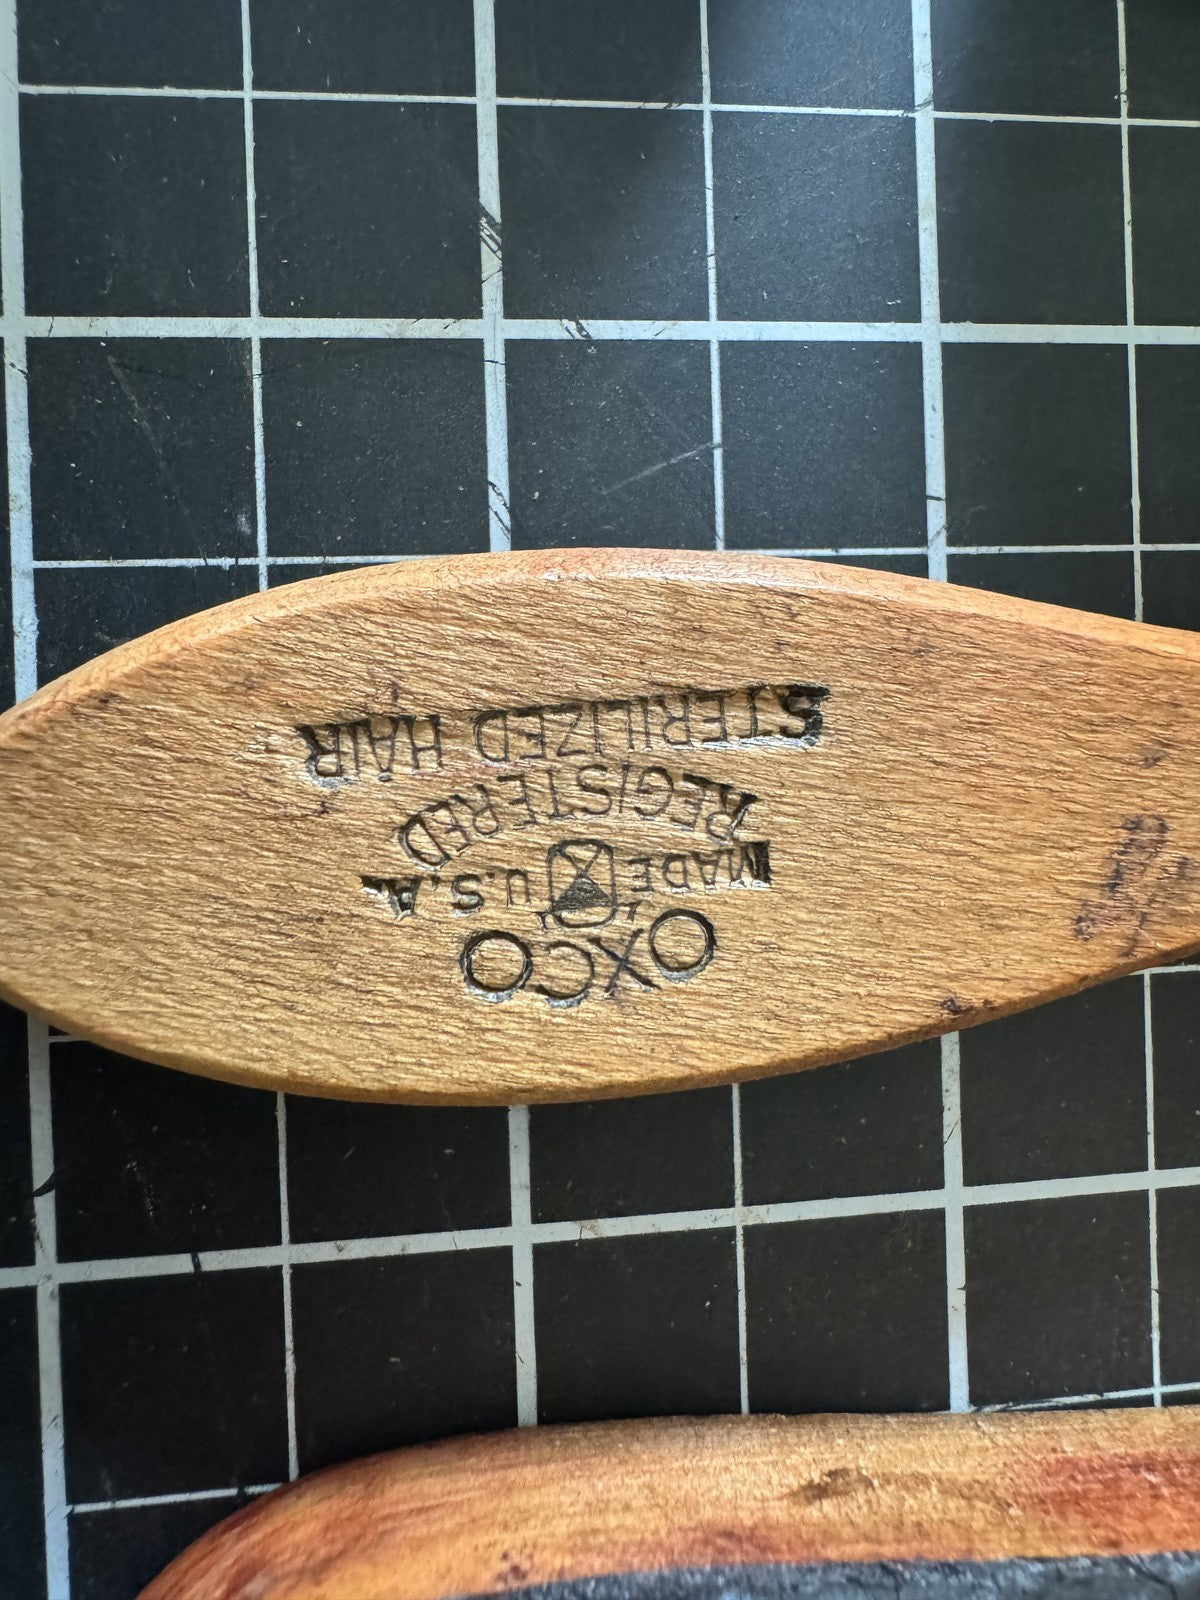 OXCO
MADE U.S.A.
REGISTERED
STERILIZED HAIR